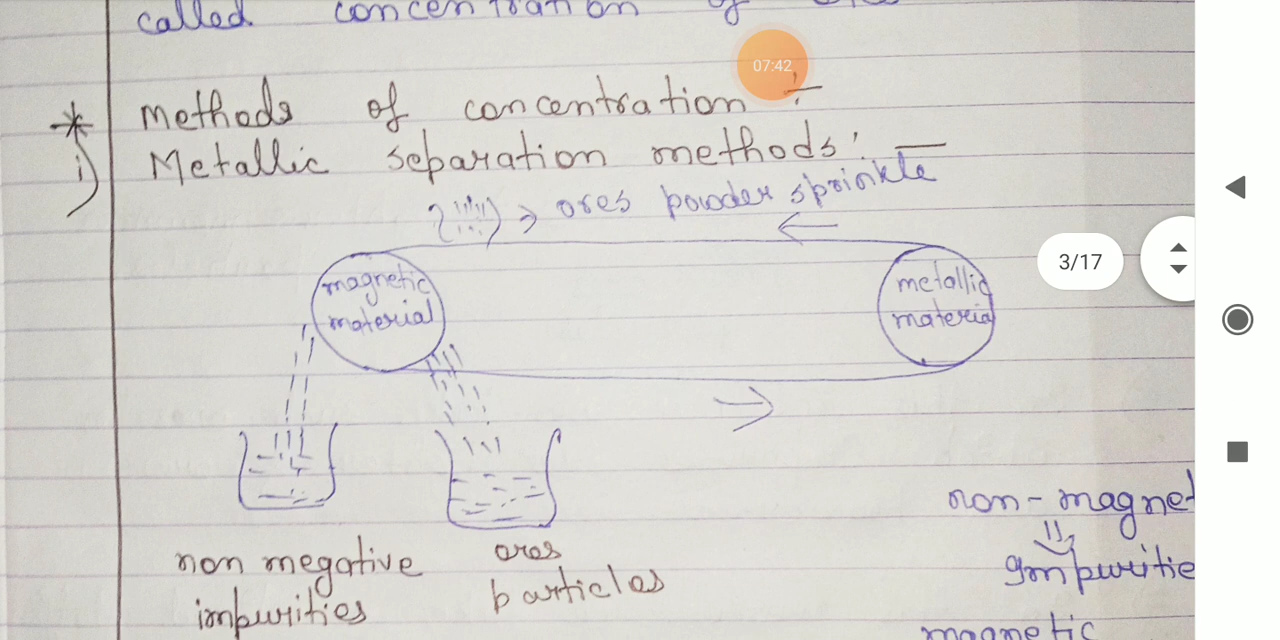 called concentration of
07:42
* Methods of concentration :-
i) Metallic separation methods :-
→ ores powder sprinkle
magnetic
material
metallic
material
3/17
non-magnet
impuritie
non megative
impurities
ores
particles
magnetic